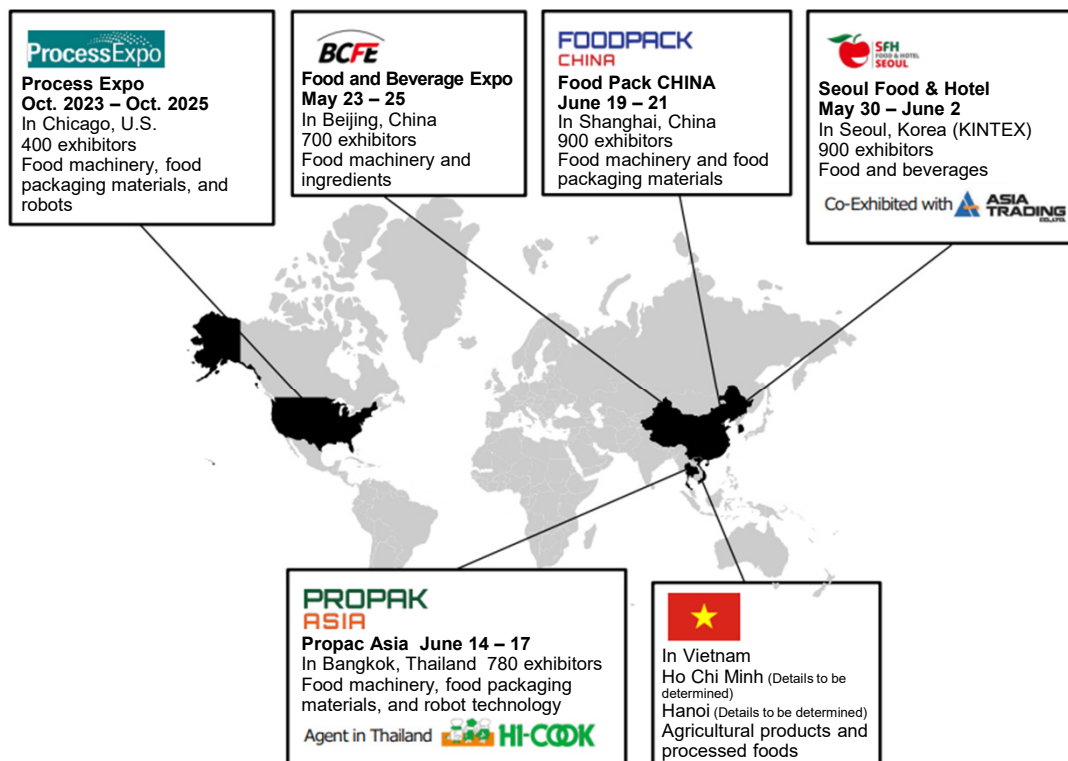 ProcessExpo
Process Expo
Oct. 2023 – Oct. 2025
In Chicago, U.S.
400 exhibitors
Food machinery, food
packaging materials, and
robots
BCFE
Food and Beverage Expo
May 23 – 25
In Beijing, China
700 exhibitors
Food machinery and
ingredients
FOODPACK
CHINA
Food Pack CHINA
June 19 – 21
In Shanghai, China
900 exhibitors
Food machinery and food
packaging materials
SFH
FOOD & HOTEL
SEOUL
Seoul Food & Hotel
May 30 – June 2
In Seoul, Korea (KINTEX)
900 exhibitors
Food and beverages
Co-Exhibited with ASIA
TRADING
CO.,LTD.
PROPAK
ASIA
Propac Asia June 14 – 17
In Bangkok, Thailand 780 exhibitors
Food machinery, food packaging
materials, and robot technology
Agent in Thailand HI-COOK
In Vietnam
Ho Chi Minh (Details to be
determined)
Hanoi (Details to be determined)
Agricultural products and
processed foods